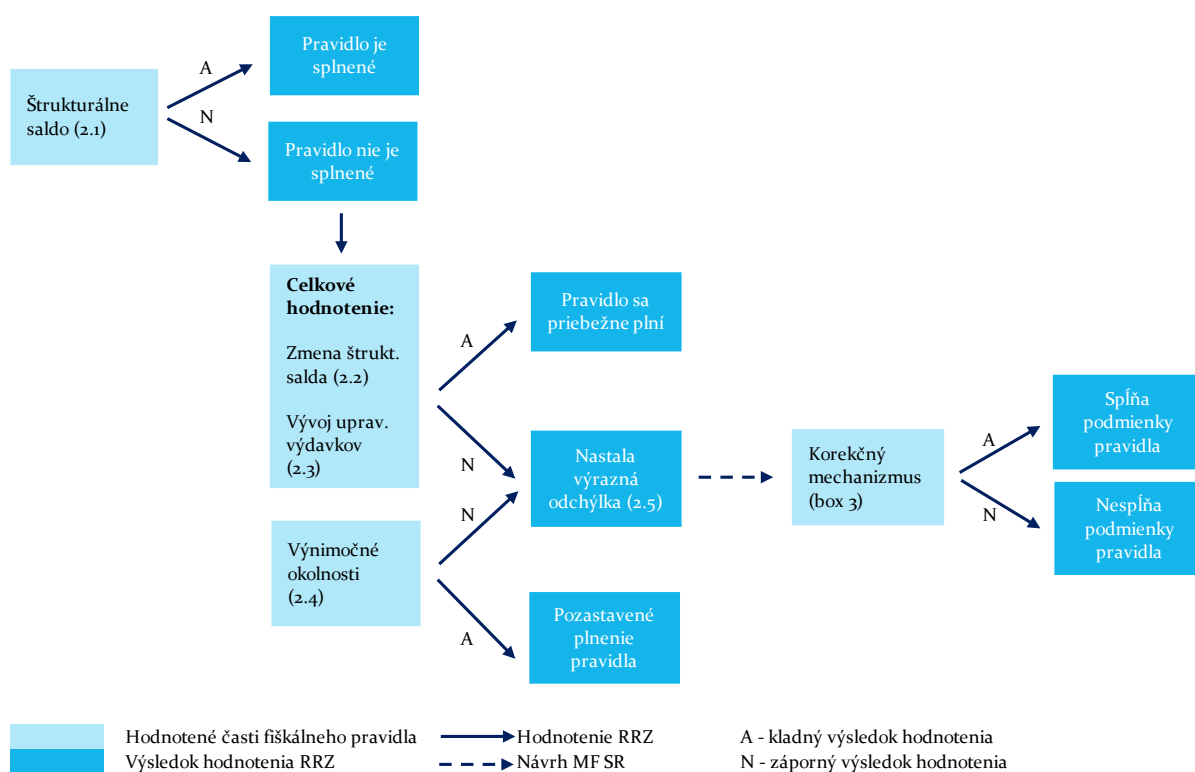 Pravidlo je
splnené
A
Štrukturálne
saldo (2.1)
N
Pravidlo nie je
splnené
Celkové
hodnotenie:
Zmena štrukt.
salda (2.2)
Vývoj uprav.
výdavkov
(2.3)
A
Pravidlo sa
priebežne plní
N
Nastala
výrazná
odchýlka (2.5)
N
Výnimočné
okolnosti
(2.4)
A
Pozastavené
plnenie
pravidla
Korekčný
mechanizmus
(box 3)
A
Spĺňa
podmienky
pravidla
N
Nespĺňa
podmienky
pravidla
Hodnotené časti fiškálneho pravidla
Hodnotenie RRZ
A - kladný výsledok hodnotenia
Výsledok hodnotenia RRZ
Návrh MF SR
N - záporný výsledok hodnotenia